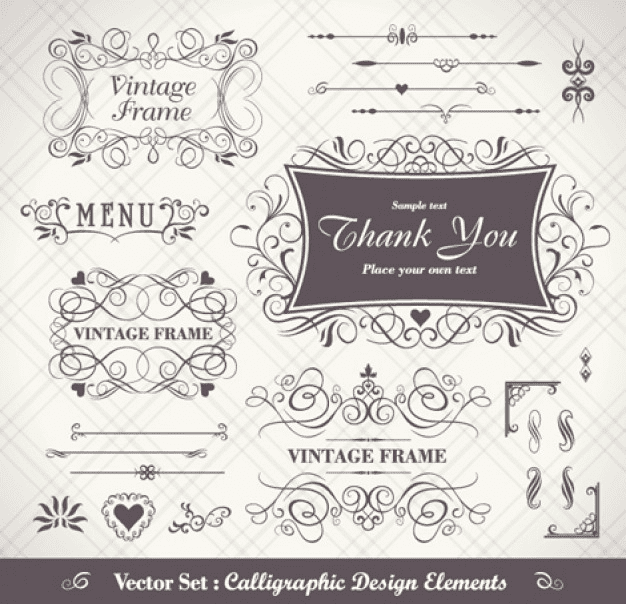 Vintage
Frame
MENU
Sample text
Thank You
Place your own text
VINTAGE FRAME
VINTAGE FRAME
Vector Set : Calligraphic Design Elements